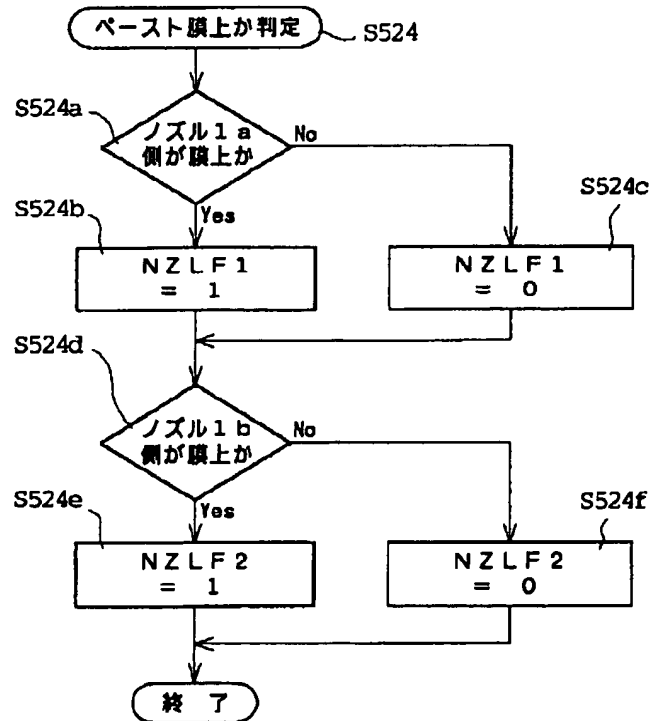 ペースト膜上か判定
S524
S524a
ノズル1a
側が膜上か
No
S524b
Yes
S524c
NZLF1
= 1
NZLF1
= 0
S524d
ノズル1b
側が膜上か
No
S524e
Yes
S524f
NZLF2
= 1
NZLF2
= 0
終 了